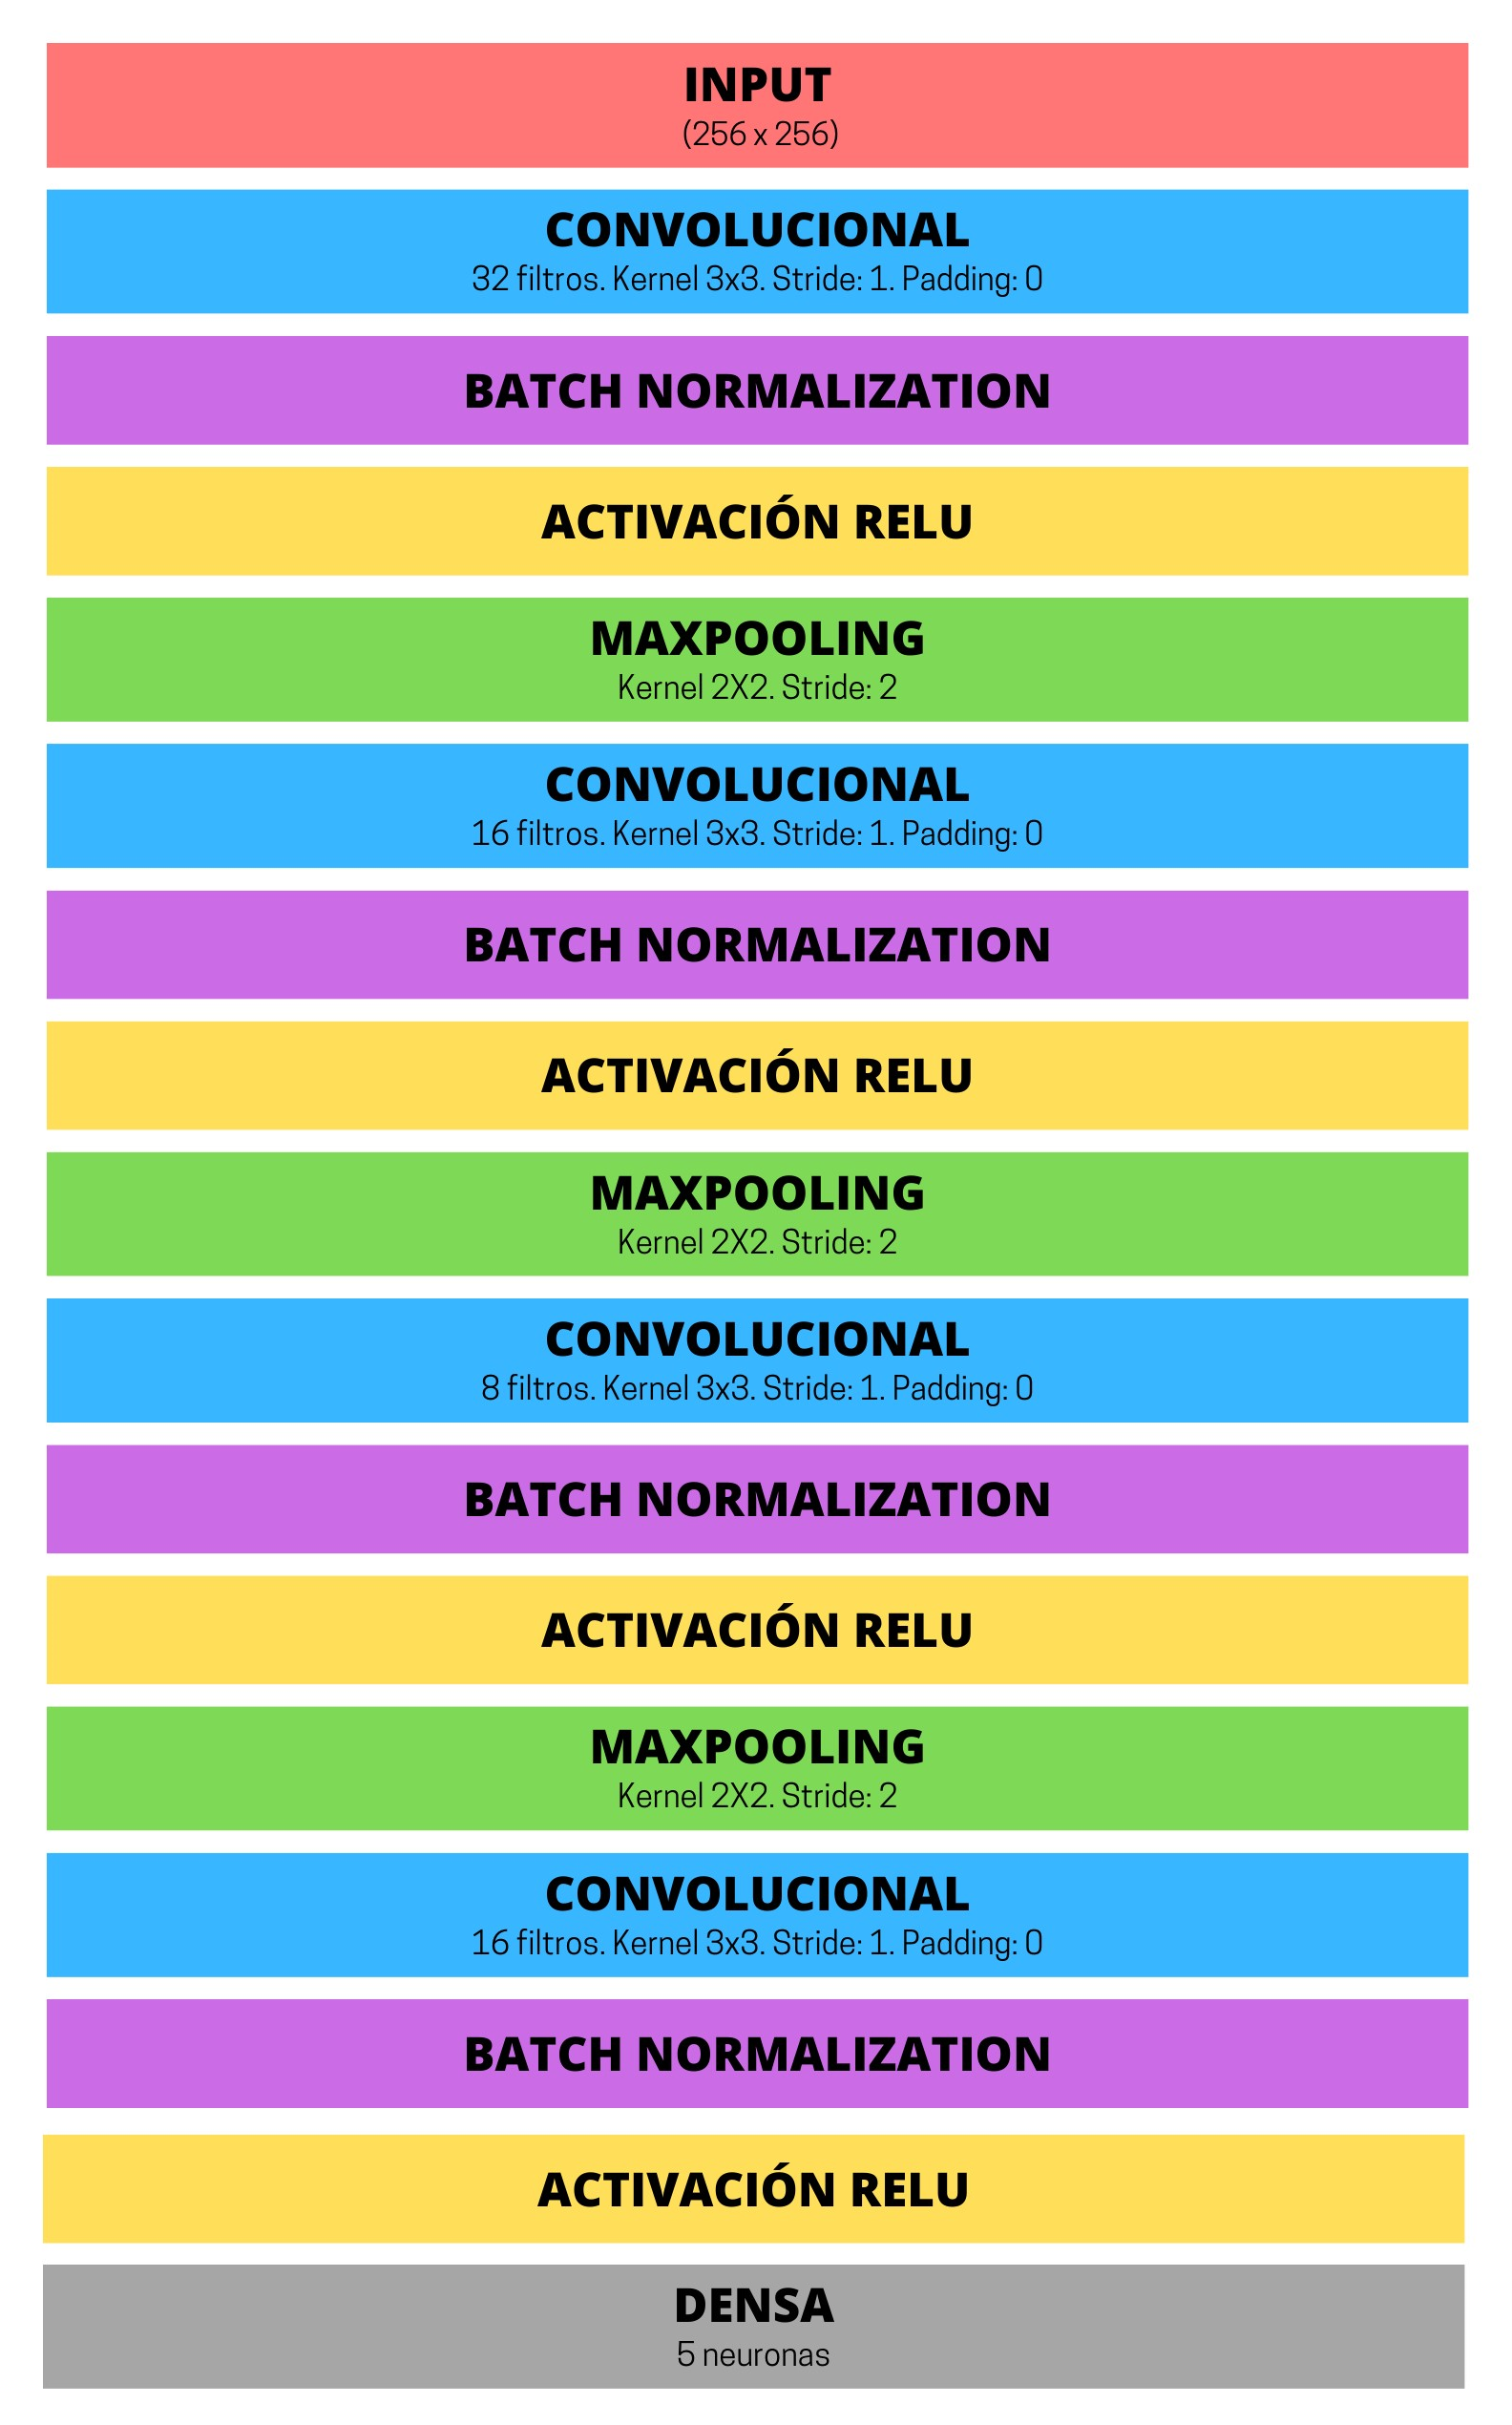 INPUT
(256 x 256)
CONVOLUCIONAL
32 filtros. Kernel 3x3. Stride: 1. Padding: 0
BATCH NORMALIZATION
ACTIVACIÓN RELU
MAXPOOLING
Kernel 2X2. Stride: 2
CONVOLUCIONAL
16 filtros. Kernel 3x3. Stride: 1. Padding: 0
BATCH NORMALIZATION
ACTIVACIÓN RELU
MAXPOOLING
Kernel 2X2. Stride: 2
CONVOLUCIONAL
8 filtros. Kernel 3x3. Stride: 1. Padding: 0
BATCH NORMALIZATION
ACTIVACIÓN RELU
MAXPOOLING
Kernel 2X2. Stride: 2
CONVOLUCIONAL
16 filtros. Kernel 3x3. Stride: 1. Padding: 0
BATCH NORMALIZATION
ACTIVACIÓN RELU
DENSA
5 neuronas